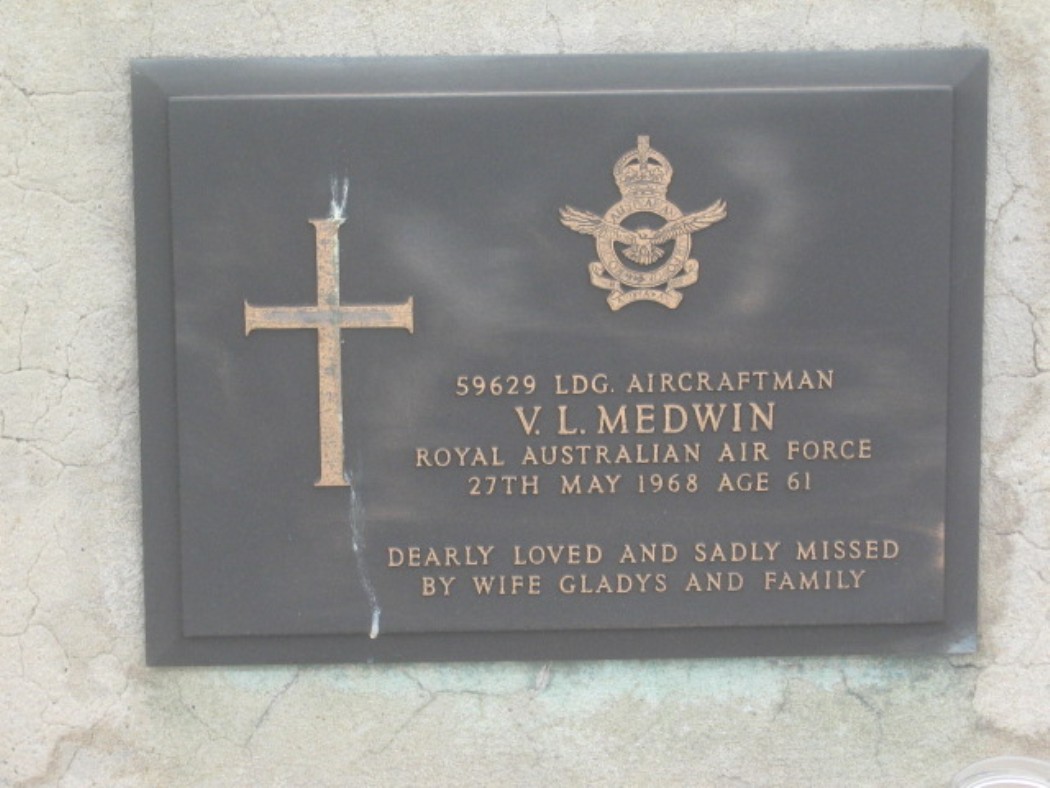 59629 LDG. AIRCRAFTMAN
V. L. MEDWIN
ROYAL AUSTRALIAN AIR FORCE
27TH MAY 1968 AGE 61
DEARLY LOVED AND SADLY MISSED
BY WIFE GLADYS AND FAMILY